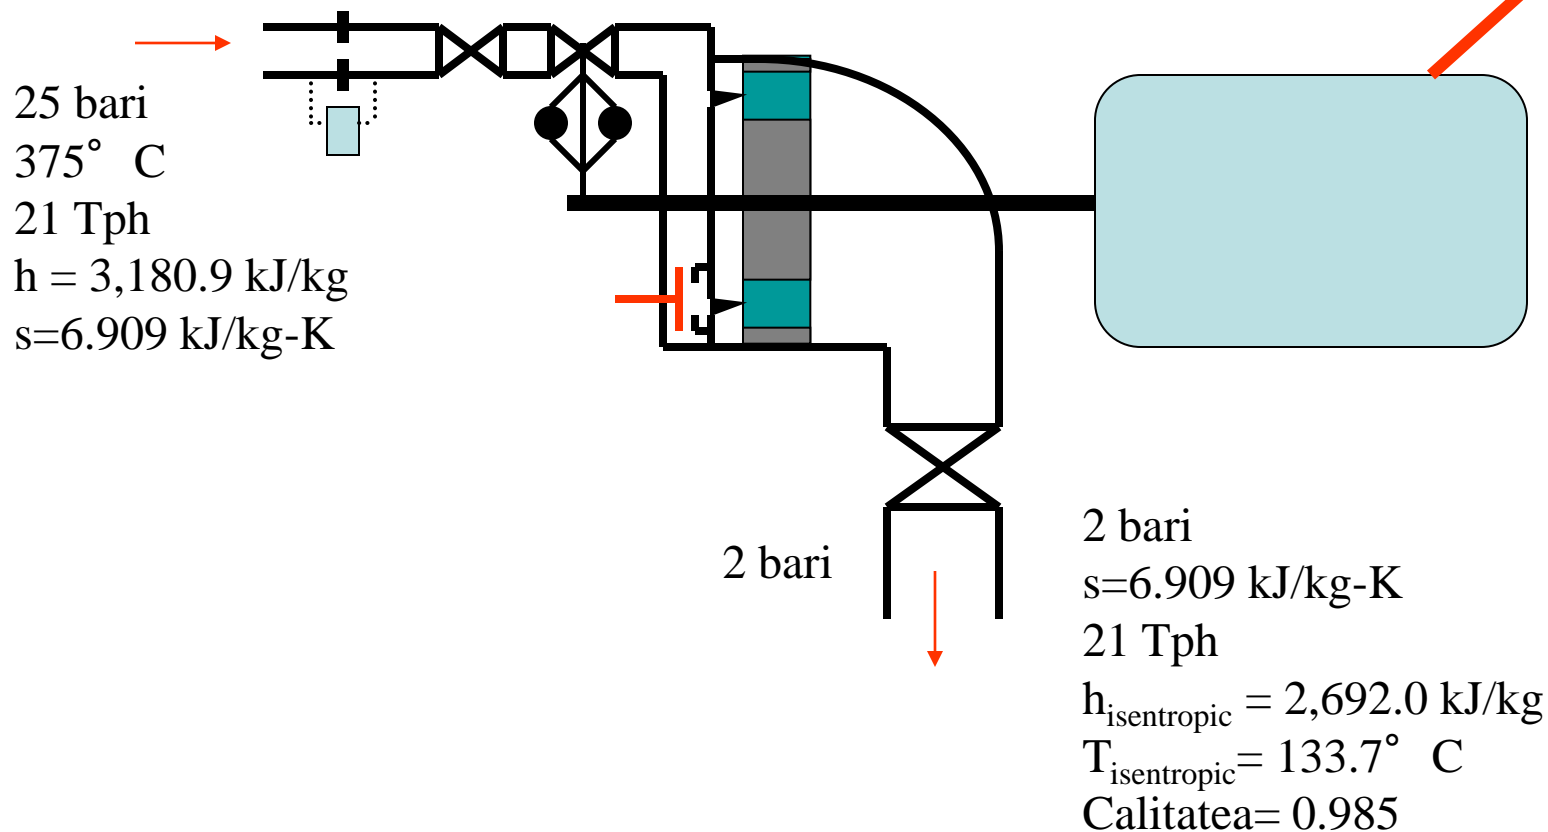 25 bari
375° C
21 Tph
h = 3,180.9 kJ/kg
s=6.909 kJ/kg-K
2 bari
2 bari
s=6.909 kJ/kg-K
21 Tph
hisentropic = 2,692.0 kJ/kg
Tisentropic= 133.7° C
Calitatea= 0.985